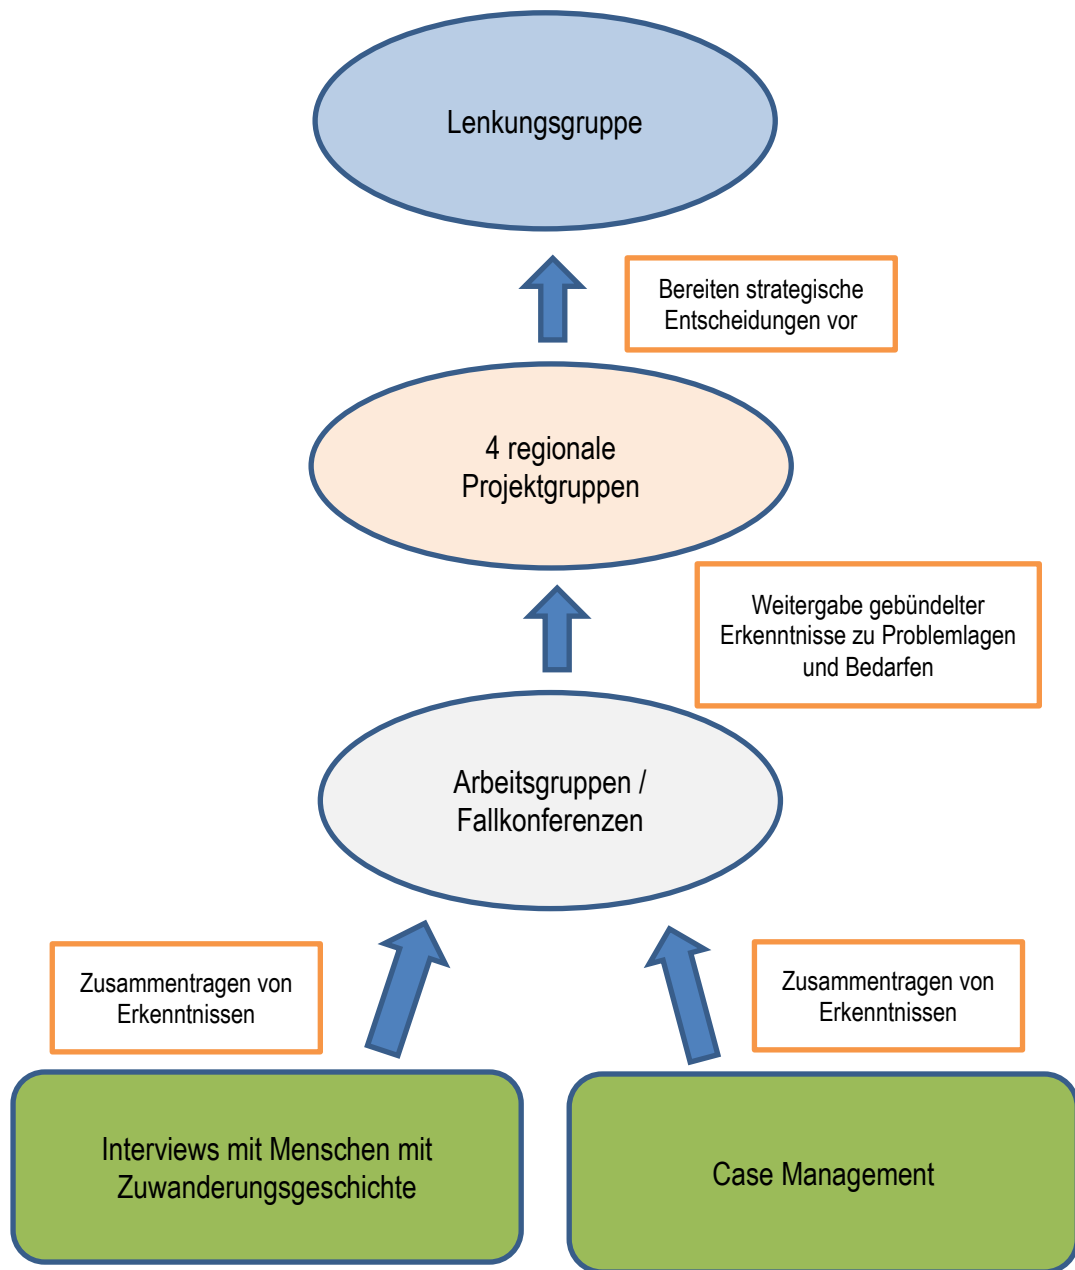 Lenkungsgruppe
Bereiten strategische
Entscheidungen vor
4 regionale
Projektgruppen
Weitergabe gebündelter
Erkenntnisse zu Problemlagen
und Bedarfen
Arbeitsgruppen /
Fallkonferenzen
Zusammentragen von
Erkenntnissen
Zusammentragen von
Erkenntnissen
Interviews mit Menschen mit
Zuwanderungsgeschichte
Case Management